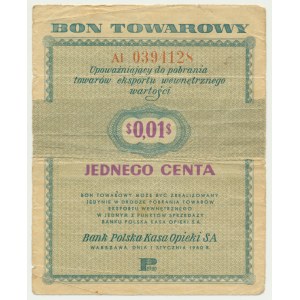 BON TOWAROWY
Al 0394128
Upoważniający do pobrania
towarów eksportu wewnętrznego
wartości
$0,01$
JEDNEGO CENTA
BON TOWAROWY MOŻE BYĆ ZREALIZOWANY
JEDYNIE W DRODZE POBRANIA TOWARÓW
EKSPORTU WEWNĘTRZNEGO
W JEDNYM Z PUNKTÓW SPRZEDAŻY
BANKU POLSKA KASA OPIEKI S.A.
Bank Polska Kasa Opieki SA
WARSZAWA, DNIA 1 STYCZNIA 1960 R.